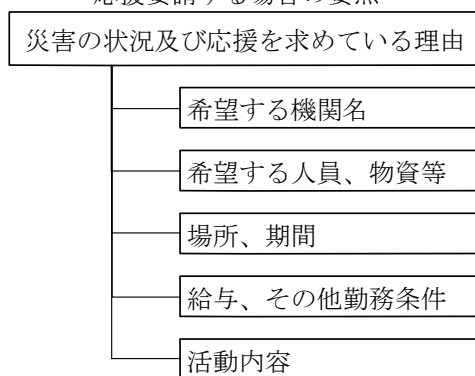 応援要請する場合の要点
災害の状況及び応援を求めている理由
希望する機関名
希望する人員、物資等
場所、期間
給与、その他勤務条件
活動内容